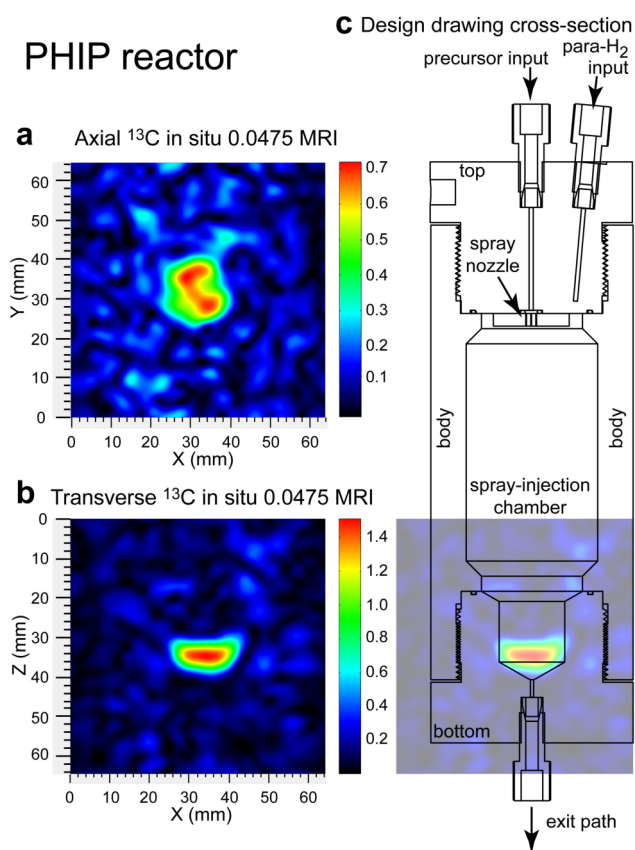 PHIP reactor
c Design drawing cross-section
precursor input
para-H₂
input
a Axial ¹³C in situ 0.0475 MRI
Y (mm)
60
50
40
30
20
10
0
0 10 20 30 40 50 60
X (mm)
0.7
0.6
0.5
0.4
0.3
0.2
0.1
top
spray
nozzle
body
body
spray-injection
chamber
bottom
exit path
b Transverse ¹³C in situ 0.0475 MRI
Z (mm)
0
10
20
30
40
50
60
0 10 20 30 40 50 60
X (mm)
1.4
1.2
1.0
0.8
0.6
0.4
0.2